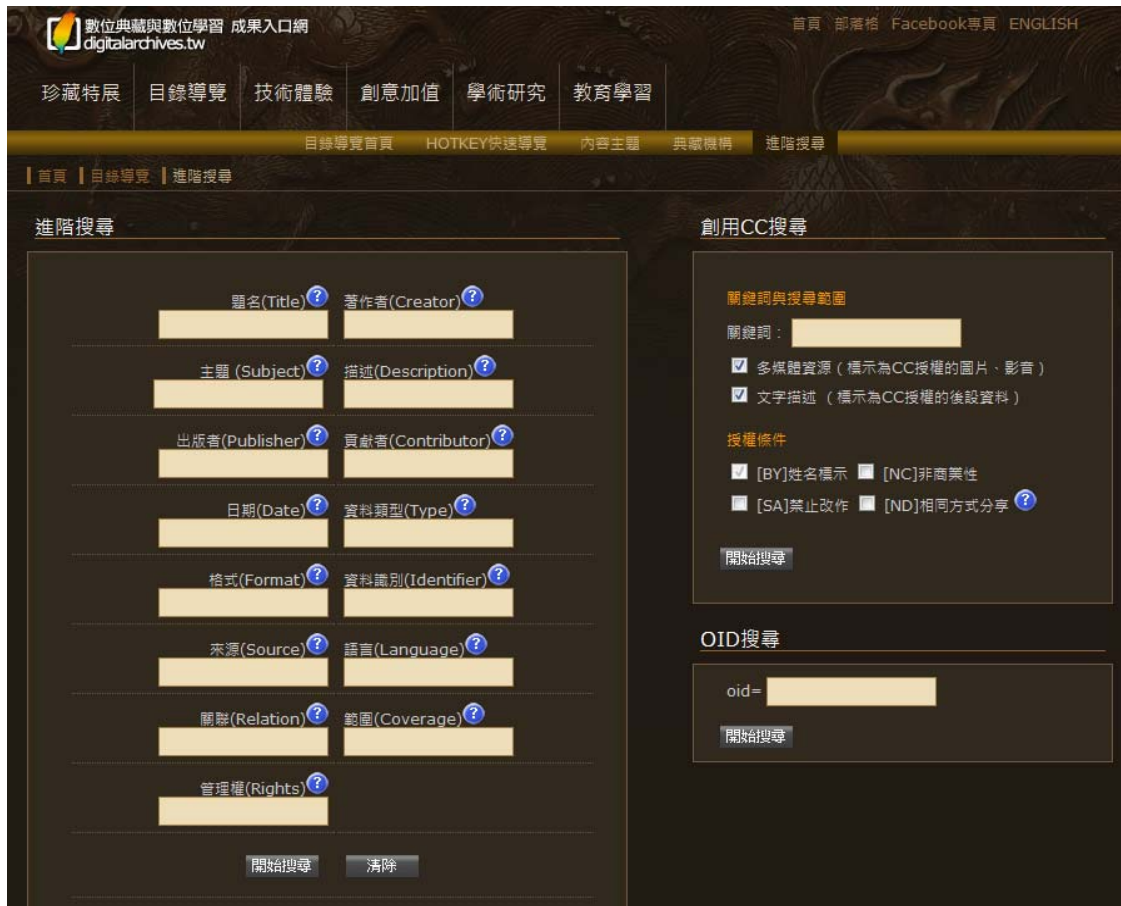 數位典藏與數位學習 成果入口網
digitalarchives.tw
首頁 部落格 Facebook專頁 ENGLISH
珍藏特展 目錄導覽 技術體驗 創意加值 學術研究 教育學習
目錄導覽首頁 HOTKEY快速導覽 內容主題 典藏機構 進階搜尋
首頁 目錄導覽 進階搜尋
進階搜尋
題名(Title) 著作者(Creator)
主題 (Subject) 描述(Description)
出版者(Publisher) 貢獻者(Contributor)
日期(Date) 資料類型(Type)
格式(Format) 資料識別(Identifier)
來源(Source) 語言(Language)
關聯(Relation) 範圍(Coverage)
管理權(Rights)
開始搜尋 清除
創用CC搜尋
關鍵詞與搜尋範圍
關鍵詞：
多媒體資源（標示為CC授權的圖片、影音）
文字描述 （標示為CC授權的後設資料）
授權條件
[BY]姓名標示 [NC]非商業性
[SA]禁止改作 [ND]相同方式分享
開始搜尋
OID搜尋
oid=
開始搜尋